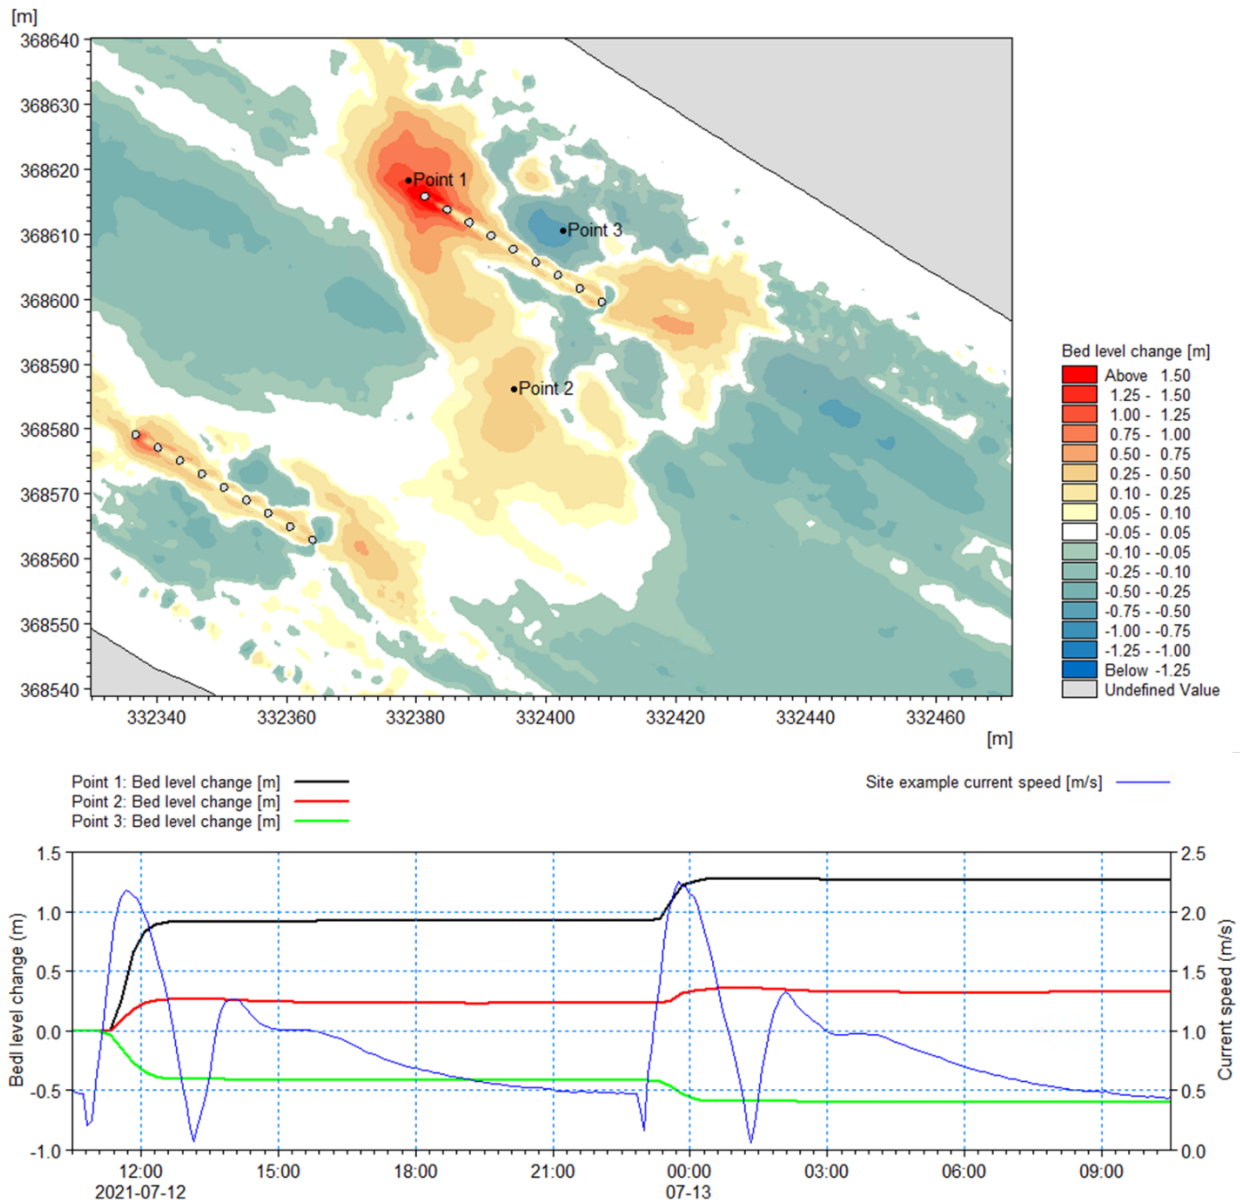 [m]
368640
368630
368620
368610
368600
368590
368580
368570
368560
368550
368540
Point 1
Point 3
Point 2
332340 332360 332380 332400 332420 332440 332460
[m]
Bed level change [m]
Above 1.50
1.25 - 1.50
1.00 - 1.25
0.75 - 1.00
0.50 - 0.75
0.25 - 0.50
0.10 - 0.25
0.05 - 0.10
-0.05 - 0.05
-0.10 - -0.05
-0.25 - -0.10
-0.50 - -0.25
-0.75 - -0.50
-1.00 - -0.75
-1.25 - -1.00
Below -1.25
Undefined Value
Point 1: Bed level change [m]
Point 2: Bed level change [m]
Point 3: Bed level change [m]
Site example current speed [m/s]
Bedl level change (m)
1.5
1.0
0.5
0.0
-0.5
-1.0
2.5
2.0
1.5
1.0
0.5
0.0
Current speed (m/s)
12:00 15:00 18:00 21:00 00:00 03:00 06:00 09:00
2021-07-12 07-13